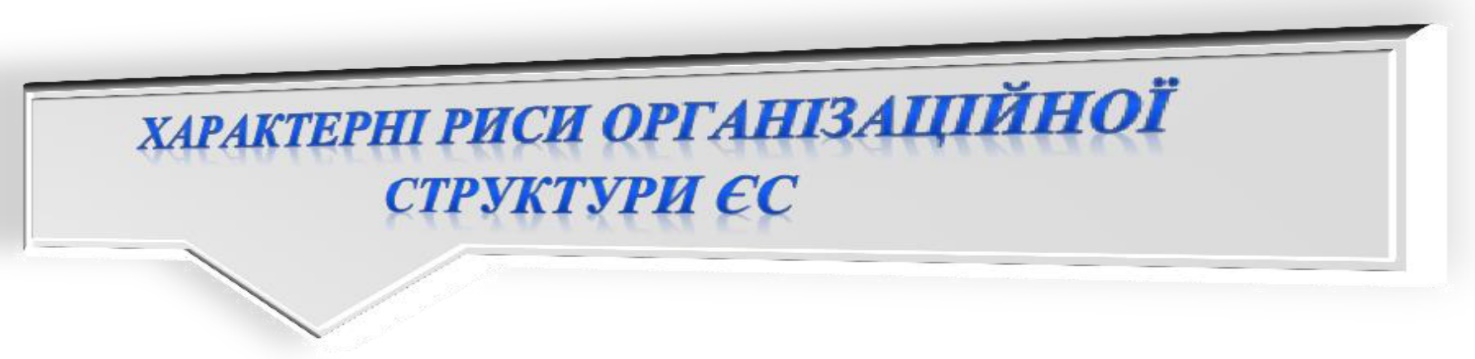 ХАРАКТЕРНІ РИСИ ОРГАНІЗАЦІЙНОЇ
СТРУКТУРИ ЄС